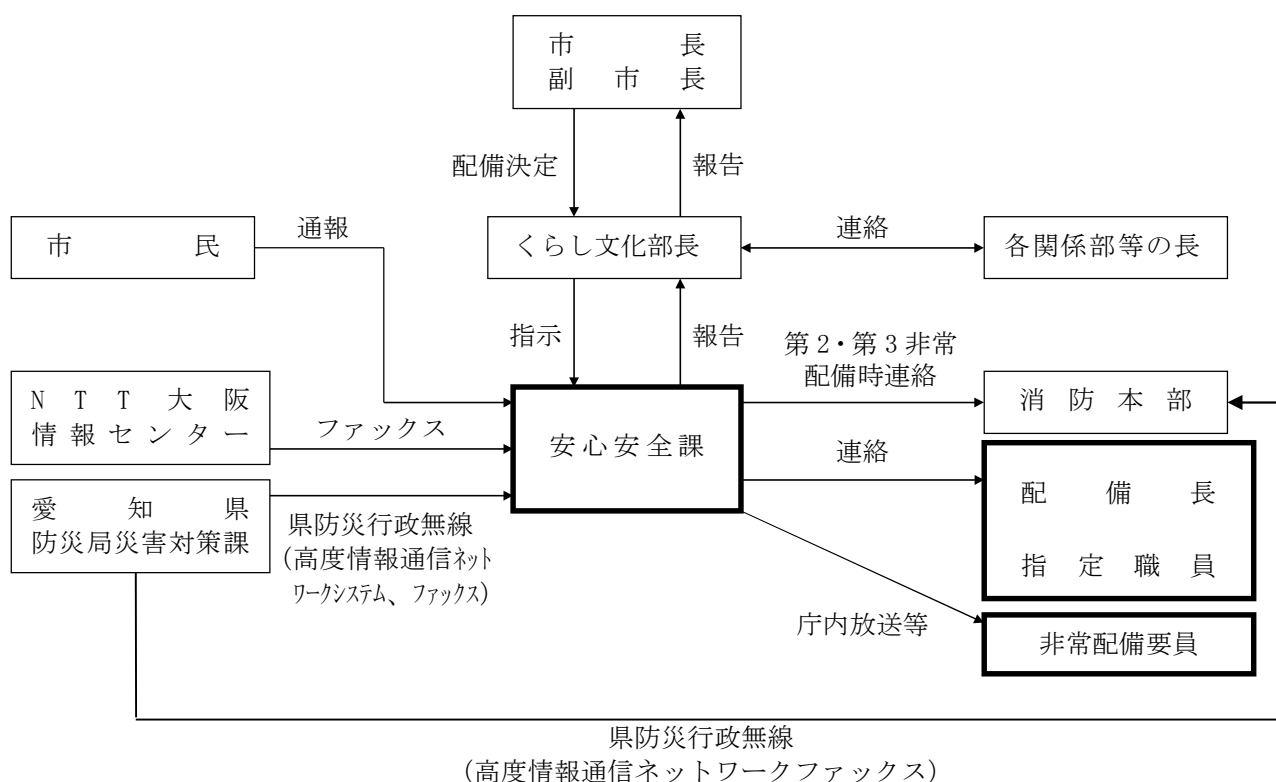 市長
副市長
配備決定
報告
市民
通報
くらし文化部長
連絡
各関係部等の長
指示
報告
第2・第3非常
配備時連絡
NTT大阪
情報センター
ファックス
安心安全課
消防本部
連絡
愛知県
防災局災害対策課
県防災行政無線
(高度情報通信ネット
ワークシステム、ファックス)
配備長
指定職員
庁内放送等
非常配備要員
県防災行政無線
(高度情報通信ネットワークファックス)